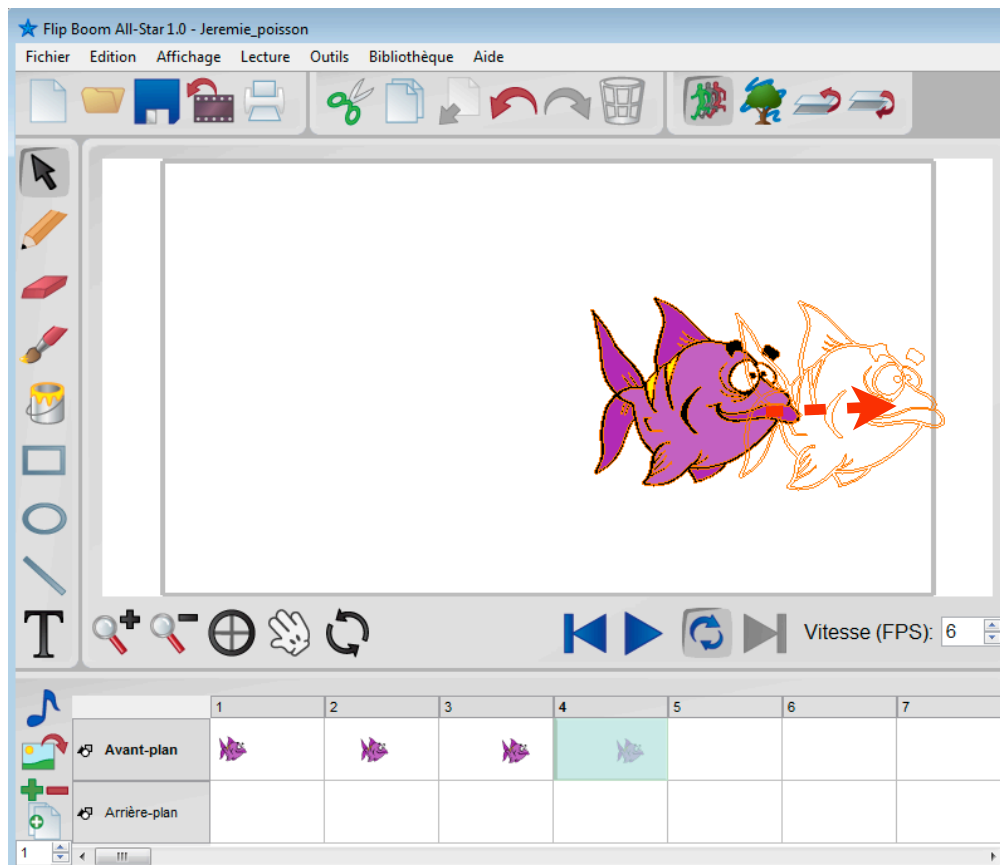 Flip Boom All-Star 1.0 - Jeremie_poisson
Fichier Edition Affichage Lecture Outils Bibliothèque Aide
T
Vitesse (FPS): 6
1 2 3 4 5 6 7
Avant-plan
Arrière-plan
1